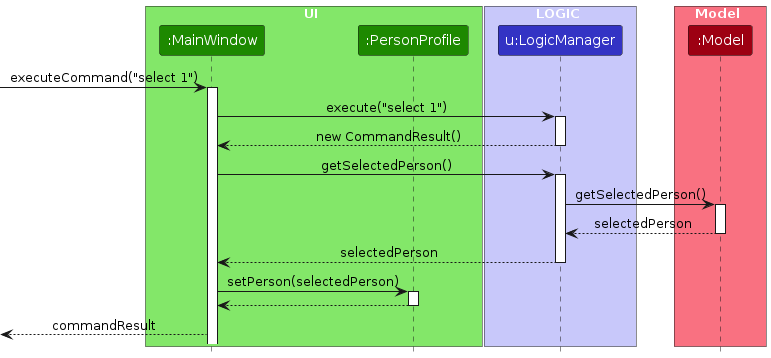 UI
LOGIC
Model
:MainWindow
:PersonProfile
u:LogicManager
:Model
executeCommand("select 1")
execute("select 1")
new CommandResult()
getSelectedPerson()
getSelectedPerson()
selectedPerson
selectedPerson
setPerson(selectedPerson)
commandResult